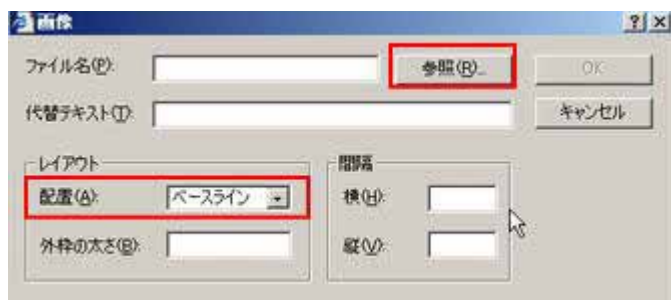 画像
ファイル名(P):
参照(R)...
OK
代替テキスト(T):
キャンセル
レイアウト
配置(A):
ベースライン
外枠の太さ(B):
間隔
横(H):
縦(V):